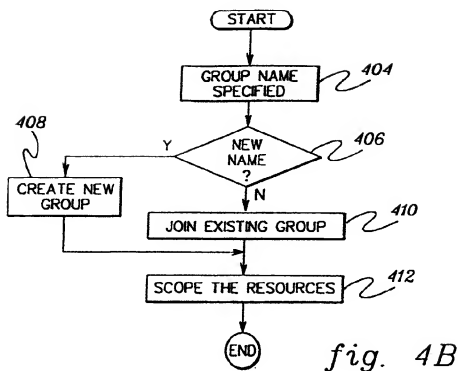 START
GROUP NAME
SPECIFIED
404
NEW
NAME
?
406
Y
N
408
CREATE NEW
GROUP
JOIN EXISTING GROUP
410
SCOPE THE RESOURCES
412
END
fig. 4B